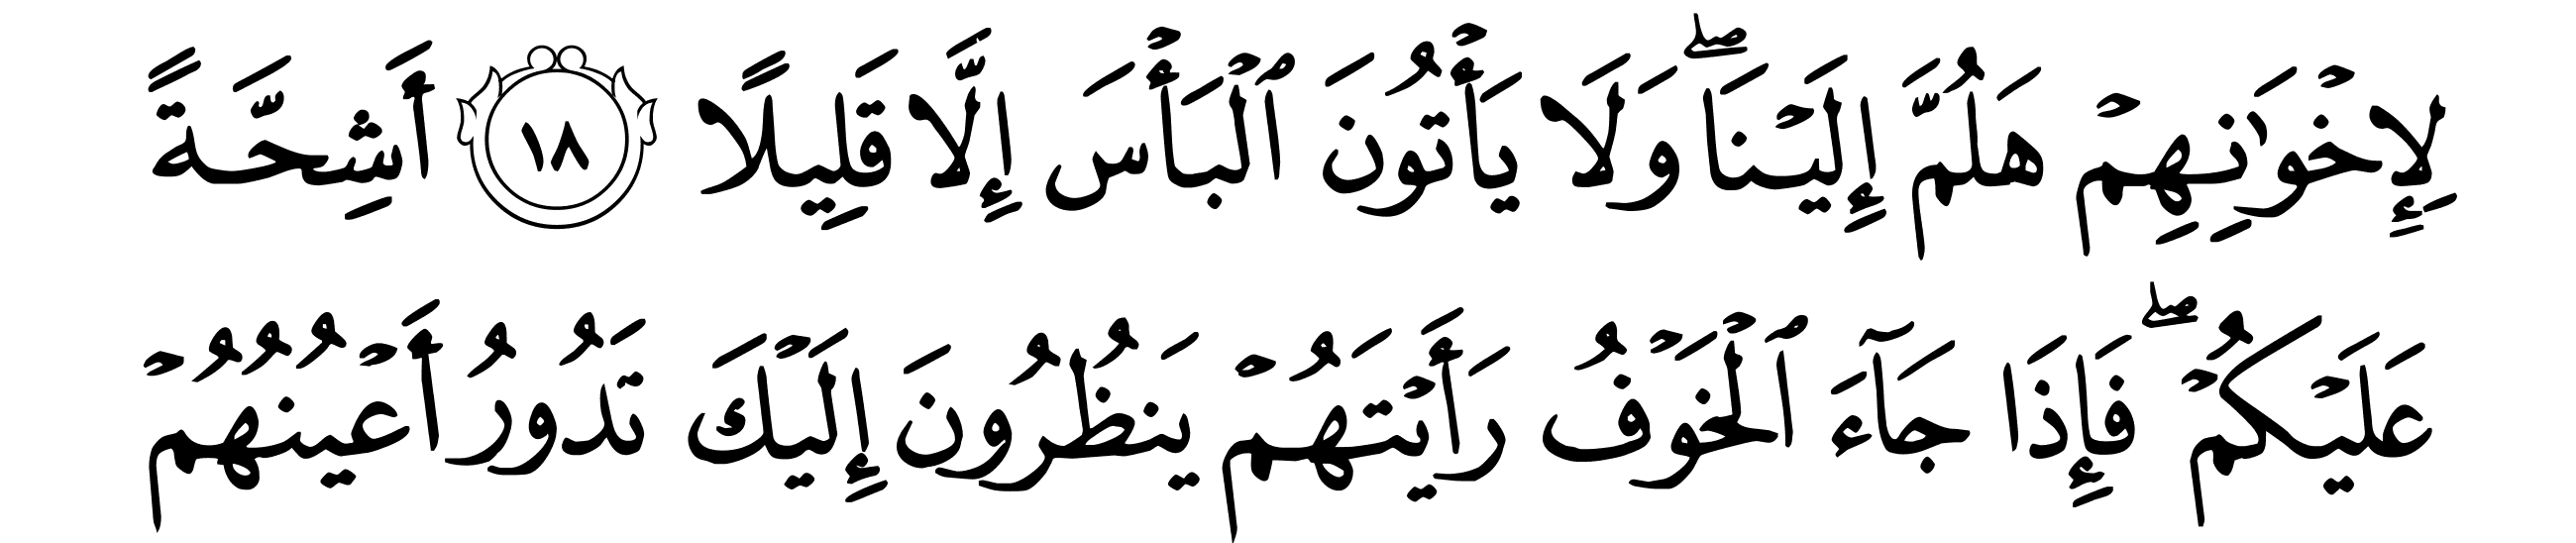 لِإِخْوَٰنِهِمْ هَلُمَّ إِلَيْنَا ۖ وَلَا يَأْتُونَ ٱلْبَأْسَ إِلَّا قَلِيلًا ١٨ أَشِحَّةً
عَلَيْكُمْ ۖ فَإِذَا جَآءَ ٱلْخَوْفُ رَأَيْتَهُمْ يَنظُرُونَ إِلَيْكَ تَدُورُ أَعْيُنُهُمْ